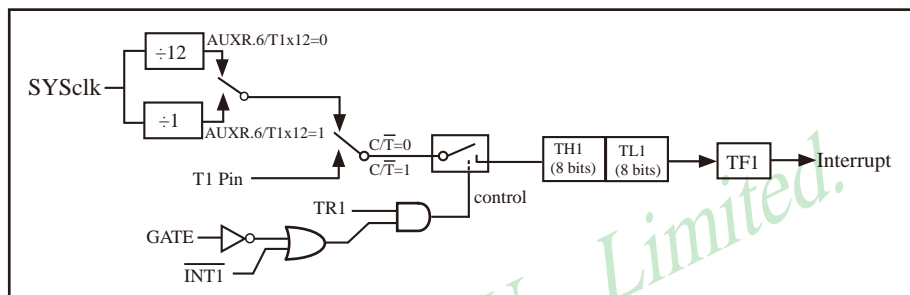 ÷12
AUXR.6/T1x12=0
SYSclk
÷1
AUXR.6/T1x12=1
C/T̅=0
C/T̅=1
T1 Pin
TH1
(8 bits)
TL1
(8 bits)
TF1
Interrupt
control
TR1
GATE
I̅N̅T̅1̅
Limited.